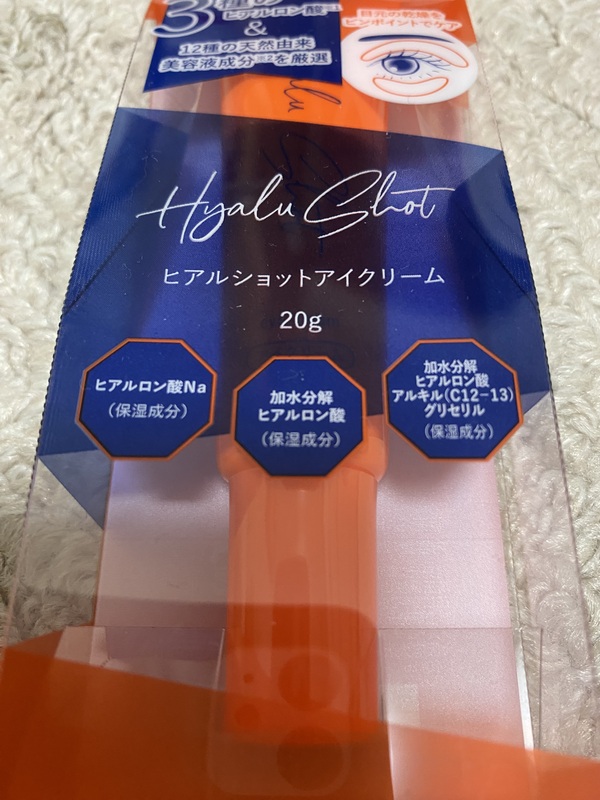 3種の
ヒアルロン酸※1
&
12種の天然由来
美容液成分※2を厳選
目元の乾燥を
ピンポイントでケア
Hyalu Shot
ヒアルショットアイクリーム
20g
ヒアルロン酸Na
(保湿成分)
加水分解
ヒアルロン酸
(保湿成分)
加水分解
ヒアルロン酸
アルキル(C12-13)
グリセリル
(保湿成分)